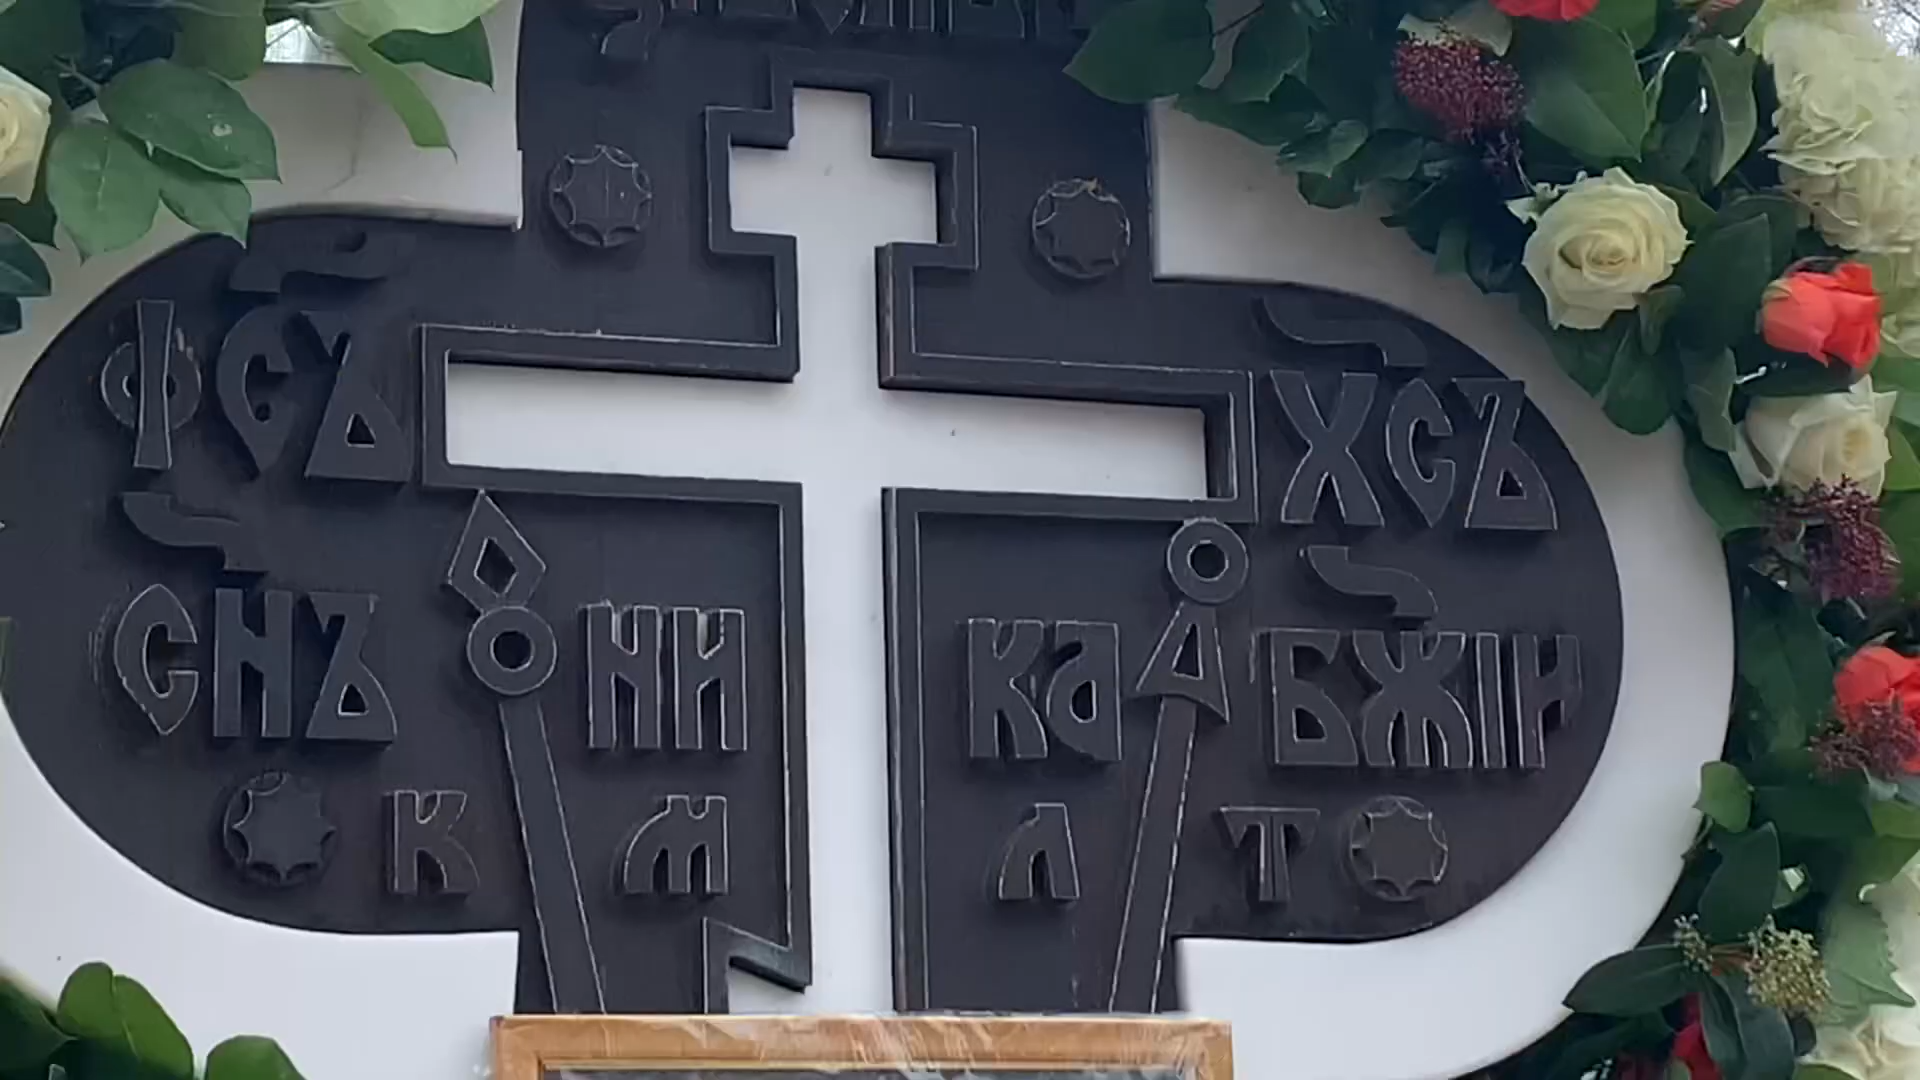 ІСЪ ХСЪ
СНЪ НИ КА БЖІИ
К М Л Т